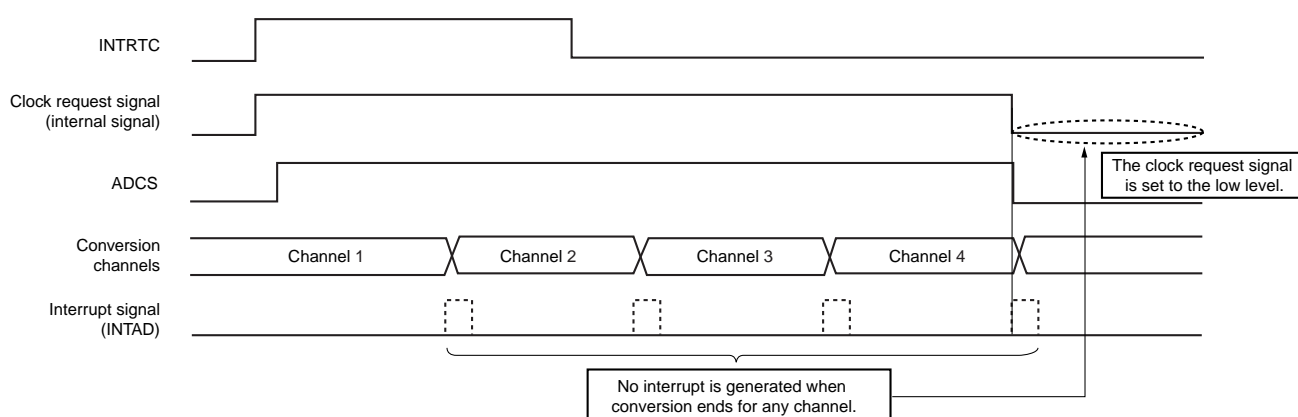 INTRTC
Clock request signal
(internal signal)
The clock request signal
is set to the low level.
ADCS
Conversion
channels
Channel 1
Channel 2
Channel 3
Channel 4
Interrupt signal
(INTAD)
No interrupt is generated when
conversion ends for any channel.